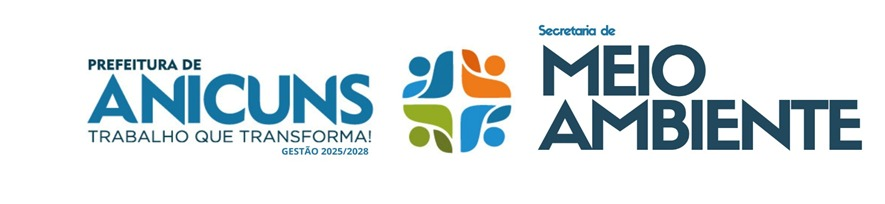 PREFEITURA DE
ANICUNS
TRABALHO QUE TRANSFORMA!
GESTÃO 2025/2028
Secretaria de
MEIO
AMBIENTE